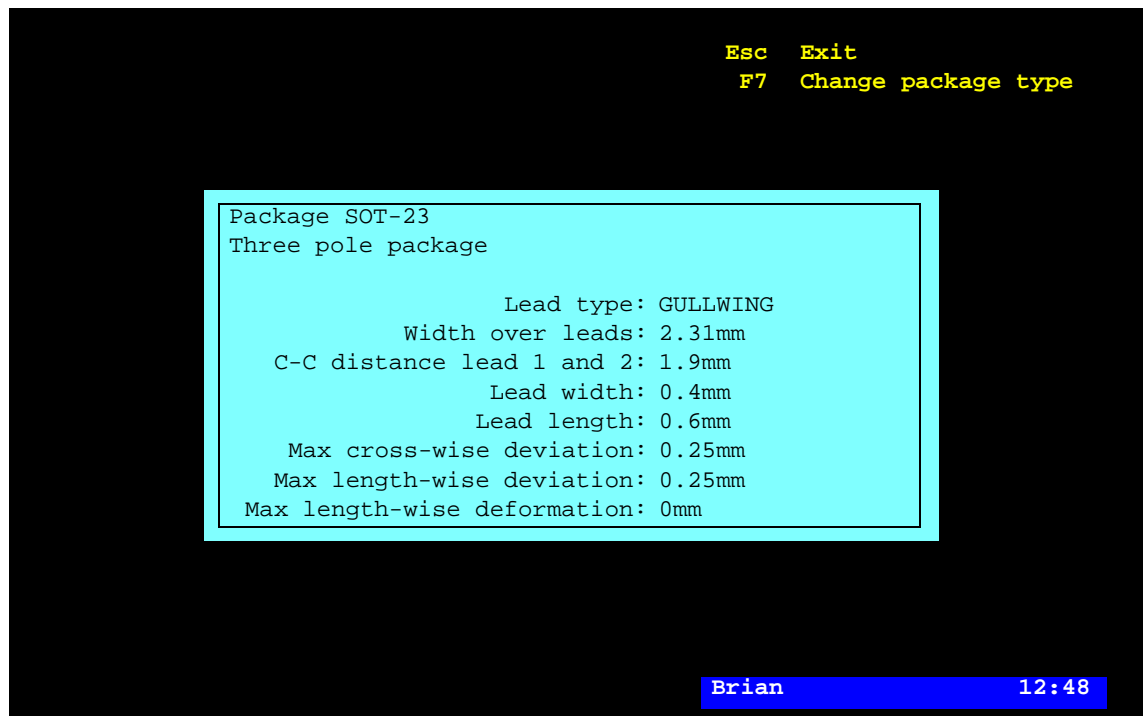 Esc Exit
F7 Change package type
Package SOT-23
Three pole package
Lead type: GULLWING
Width over leads: 2.31mm
C-C distance lead 1 and 2: 1.9mm
Lead width: 0.4mm
Lead length: 0.6mm
Max cross-wise deviation: 0.25mm
Max length-wise deviation: 0.25mm
Max length-wise deformation: 0mm
Brian 12:48